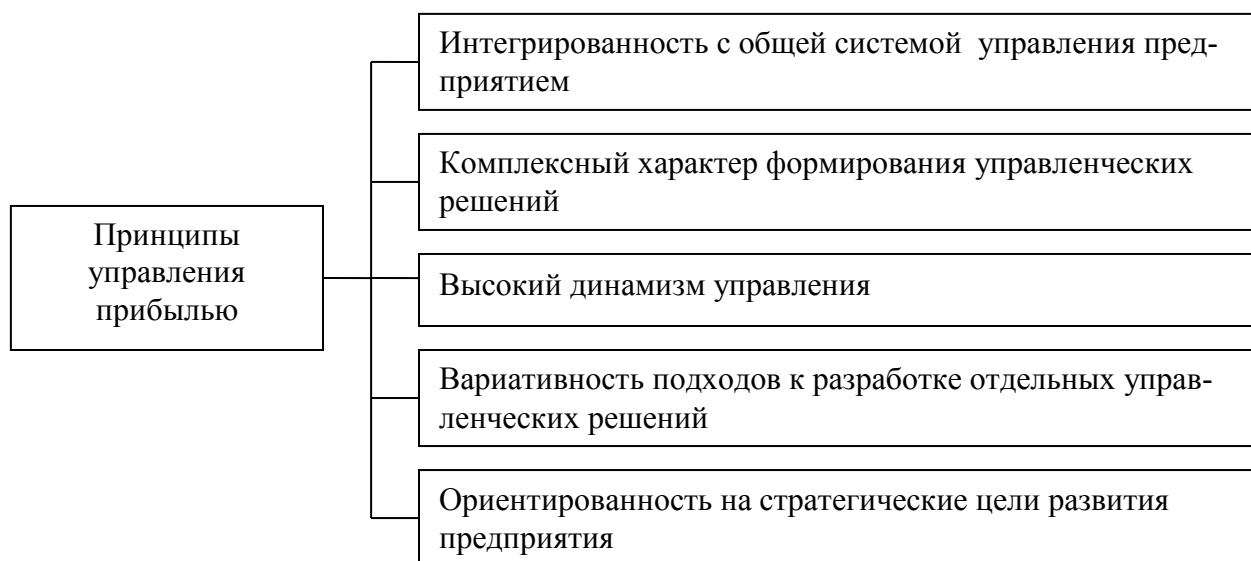 Интегрированность с общей системой  управления пред-
приятием
Комплексный характер формирования управленческих
решений
Принципы
управления
прибылью
Высокий динамизм управления
Вариативность подходов к разработке отдельных управ-
ленческих решений
Ориентированность на стратегические цели развития
предприятия